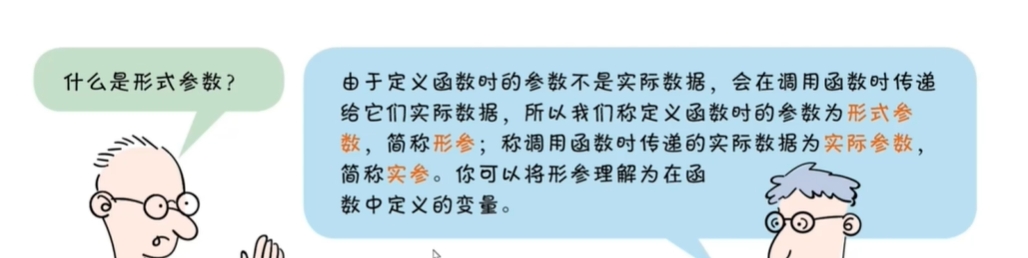 什么是形式参数？
由于定义函数时的参数不是实际数据，会在调用函数时传递
给它们实际数据，所以我们称定义函数时的参数为形式参
数，简称形参；称调用函数时传递的实际数据为实际参数，
简称实参。你可以将形参理解为在函
数中定义的变量。